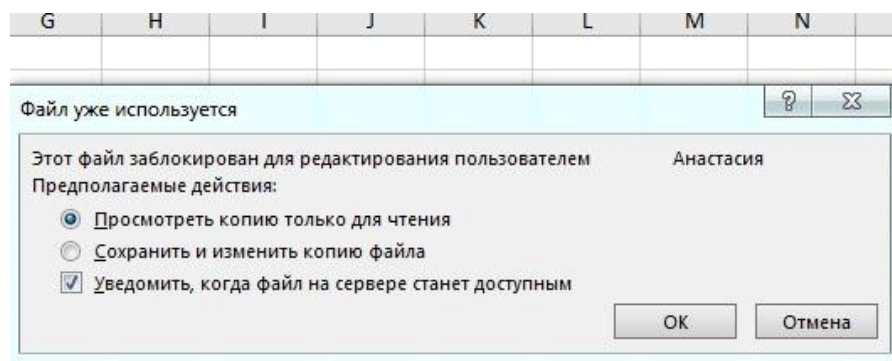 G H I J K L M N
Файл уже используется
Этот файл заблокирован для редактирования пользователем Анастасия
Предполагаемые действия:
Просмотреть копию только для чтения
Сохранить и изменить копию файла
Уведомить, когда файл на сервере станет доступным
ОК Отмена